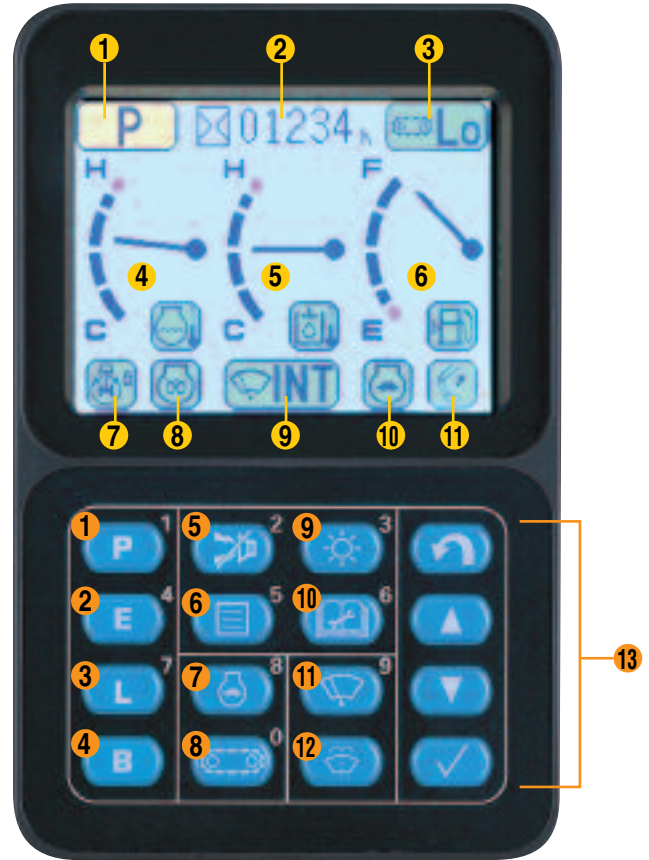 1 2 3
P 01234 h Lo
H H F
4 5 6
C C E
INT
7 8 9 10 11
1 P 1 5 2 9 3
2 E 4 6 5 10 6
3 L 7 7 8 11 9
4 B 8 0 12
13